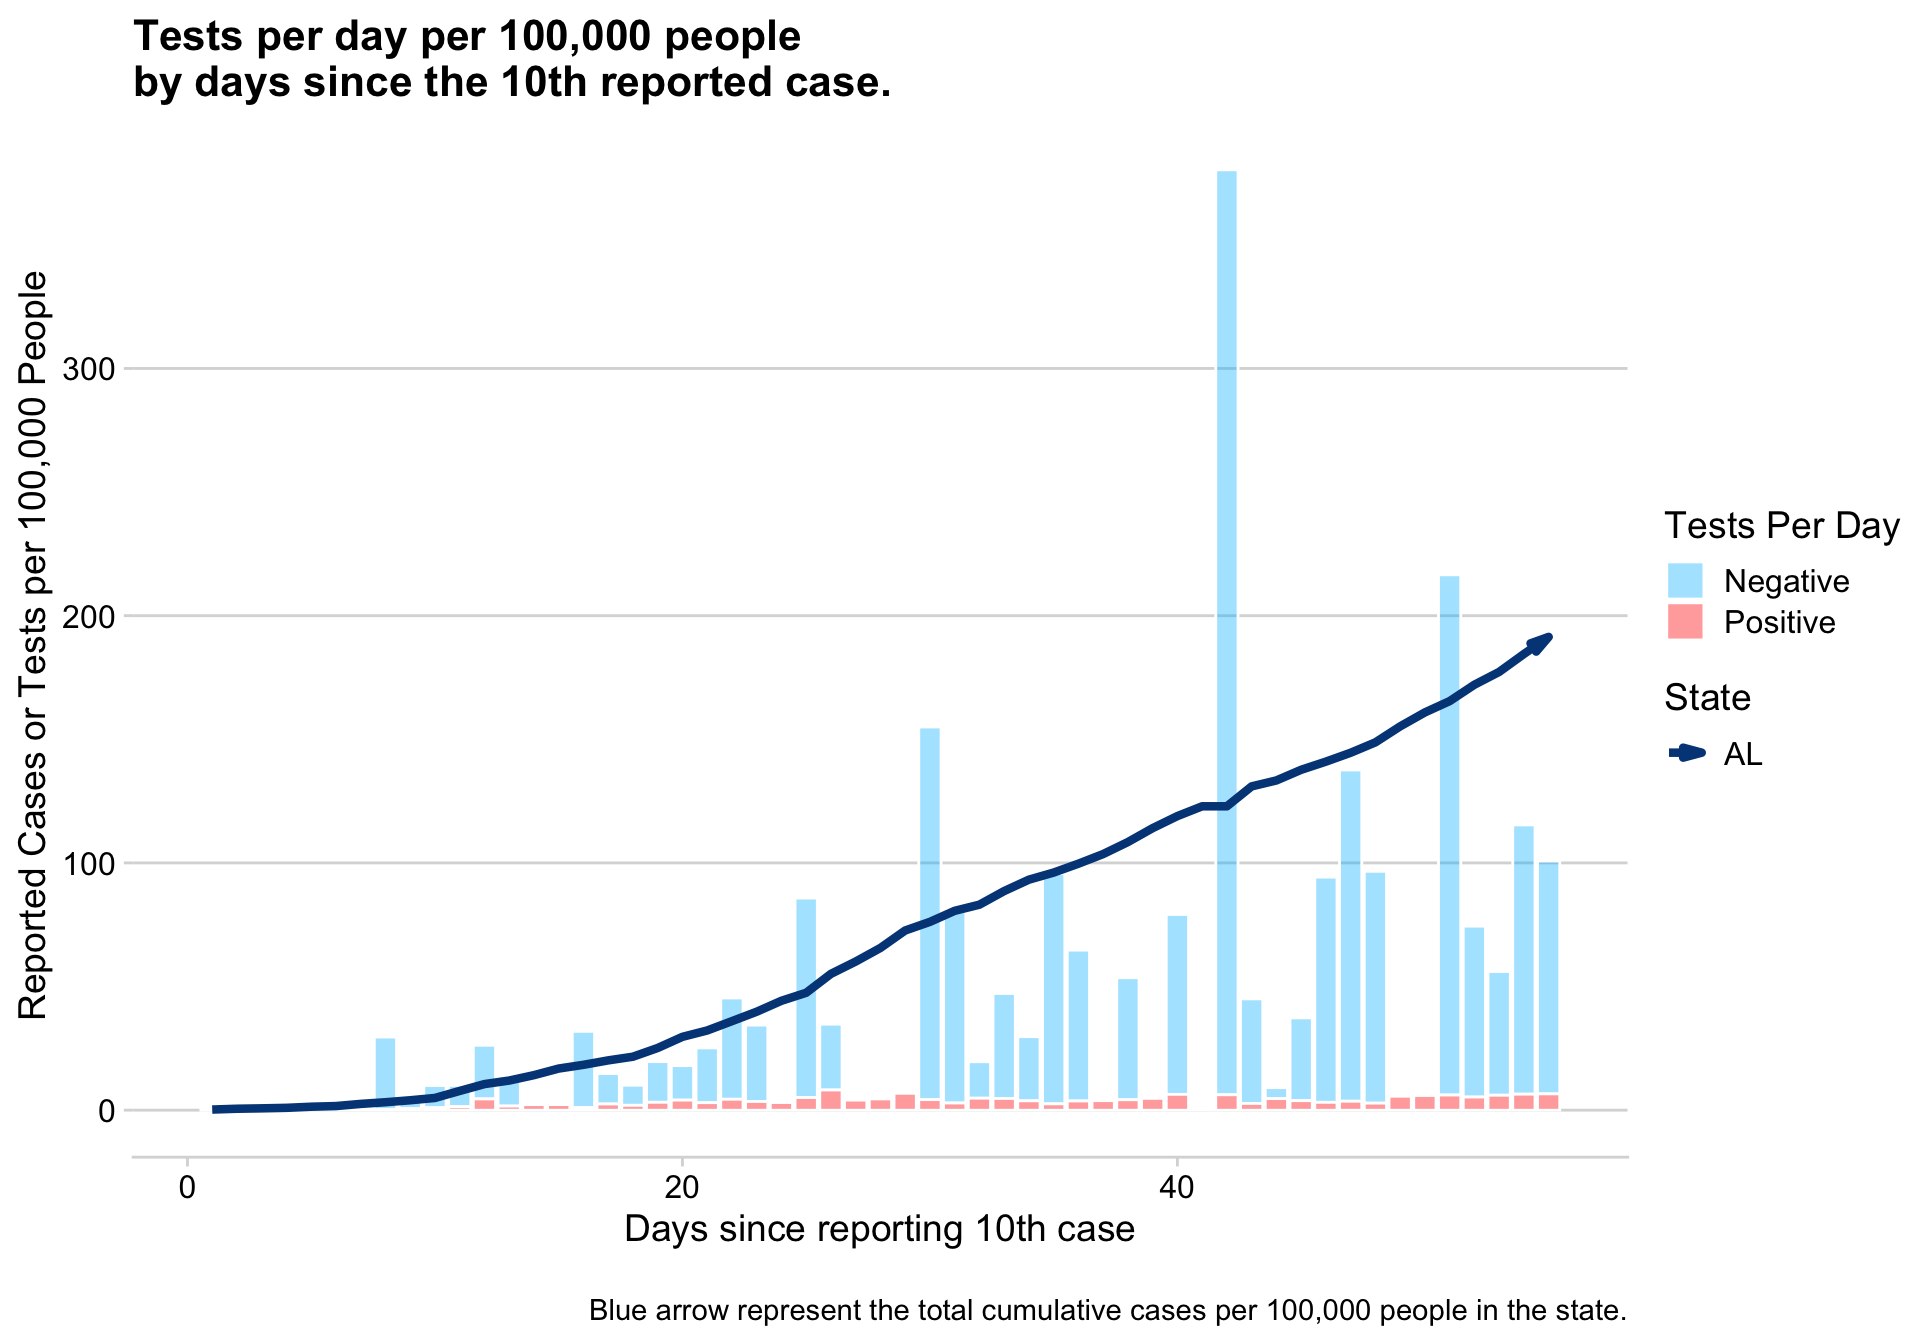 Tests per day per 100,000 people
by days since the 10th reported case.
Reported Cases or Tests per 100,000 People
300
200
100
0
0
20
40
Days since reporting 10th case
Tests Per Day
Negative
Positive
State
AL
Blue arrow represent the total cumulative cases per 100,000 people in the state.